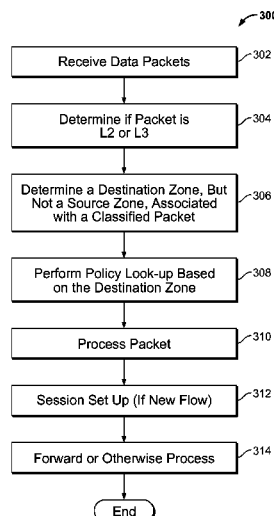 300
Receive Data Packets
302
Determine if Packet is
L2 or L3
304
Determine a Destination Zone, But
Not a Source Zone, Associated
with a Classified Packet
306
Perform Policy Look-up Based
on the Destination Zone
308
Process Packet
310
Session Set Up (If New Flow)
312
Forward or Otherwise Process
314
End